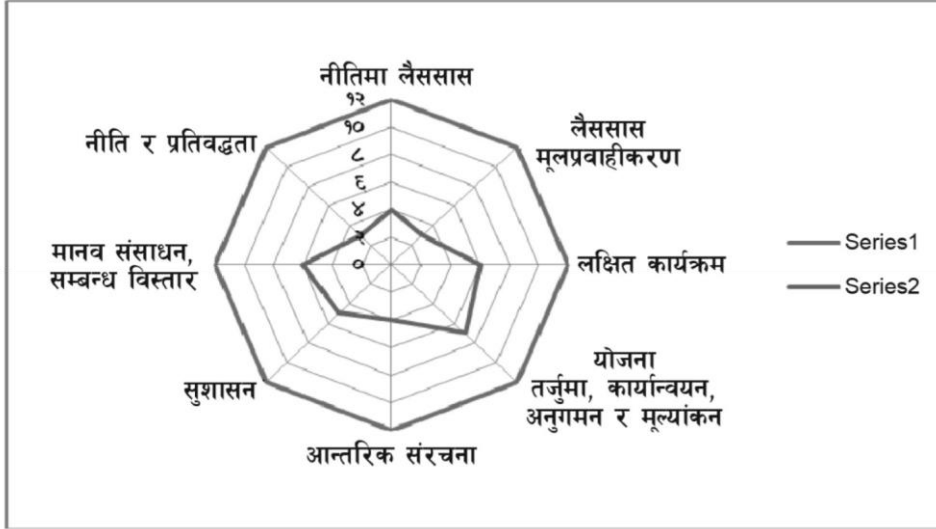 नीतिमा लैससास
१२
१०
८
६
४
२
०
लैससास
मूलप्रवाहीकरण
लक्षित कार्यक्रम
योजना
तर्जुमा, कार्यान्वयन,
अनुगमन र मूल्यांकन
आन्तरिक संरचना
सुशासन
मानव संसाधन,
सम्बन्ध विस्तार
नीति र प्रतिवद्धता
Series1
Series2